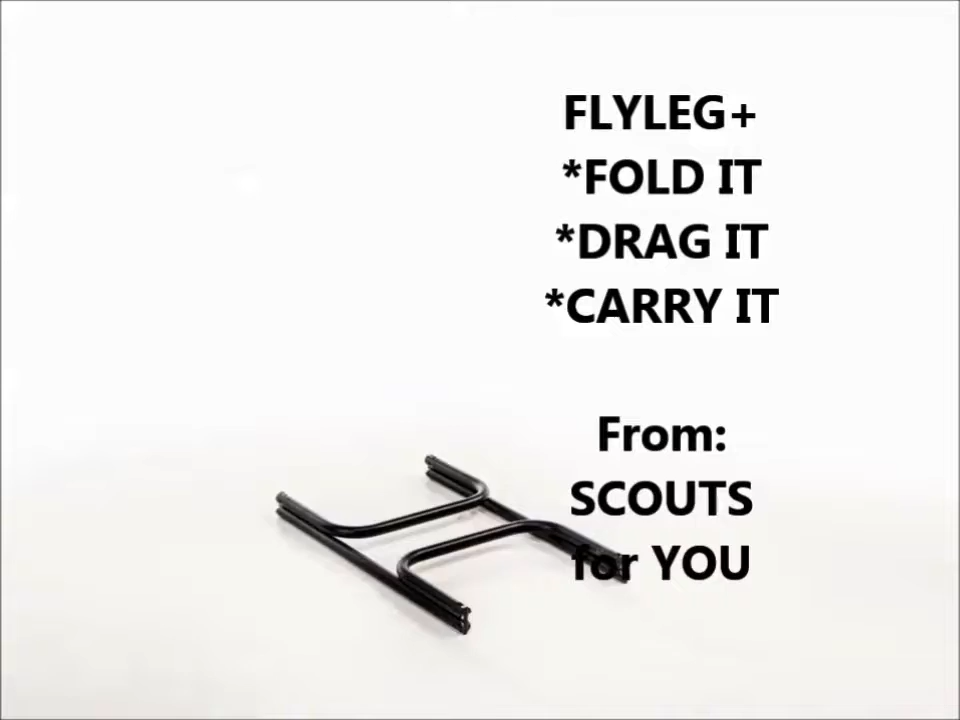 FLYLEG+
*FOLD IT
*DRAG IT
*CARRY IT
From:
SCOUTS
for YOU